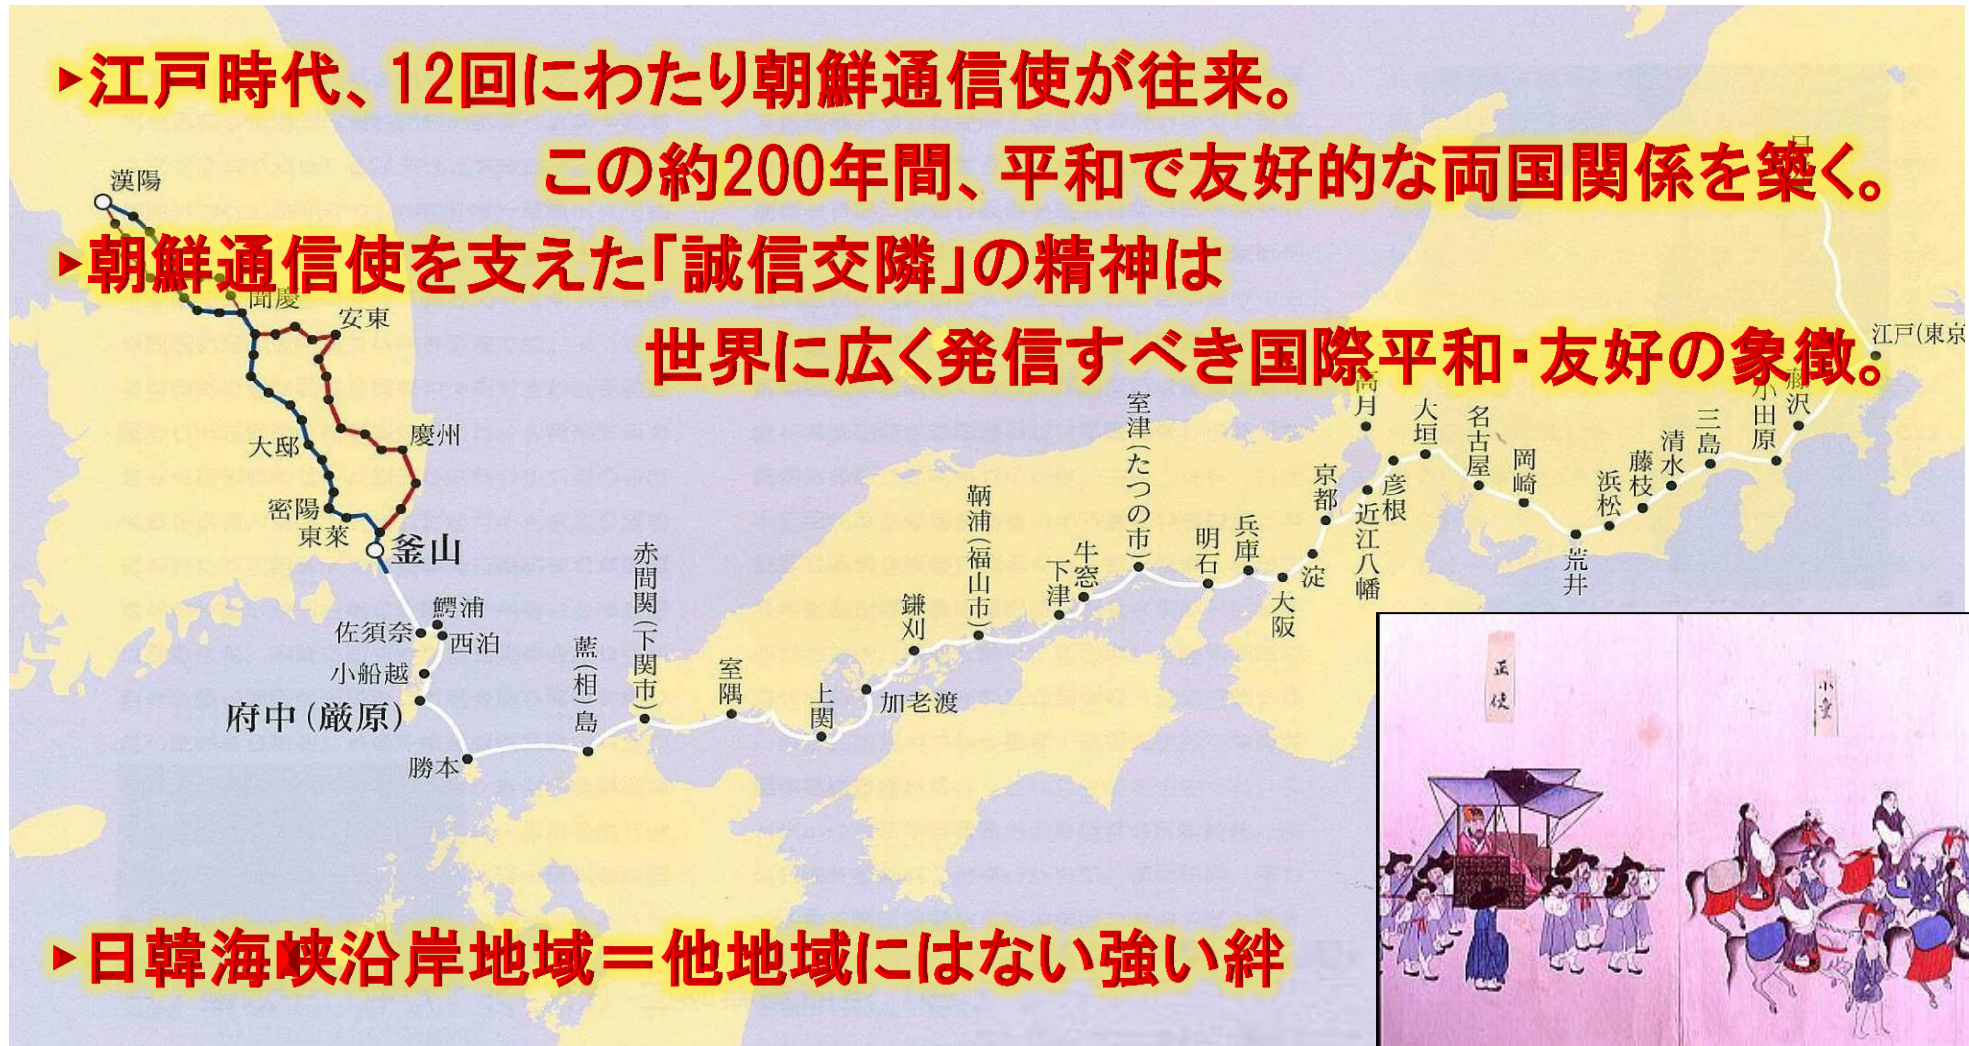 ▸江戸時代、12回にわたり朝鮮通信使が往来。
この約200年間、平和で友好的な両国関係を築く。
▸朝鮮通信使を支えた「誠信交隣」の精神は
世界に広く発信すべき国際平和・友好の象徴。
漢陽
聞慶
安東
大邱
慶州
密陽
東萊
釜山
鰐浦
佐須奈
西泊
小船越
府中(厳原)
勝本
藍(相)島
赤間関(下関市)
室隅
上関
加老渡
鎌刈
鞆浦(福山市)
下津
牛窓
室津(たつの市)
明石
兵庫
大阪
淀
京都
近江八幡
彦根
高月
大垣
名古屋
岡崎
荒井
浜松
藤枝
清水
三島
小田原
藤沢
江戸(東京
正使
小童
▸日韓海峡沿岸地域＝他地域にはない強い絆